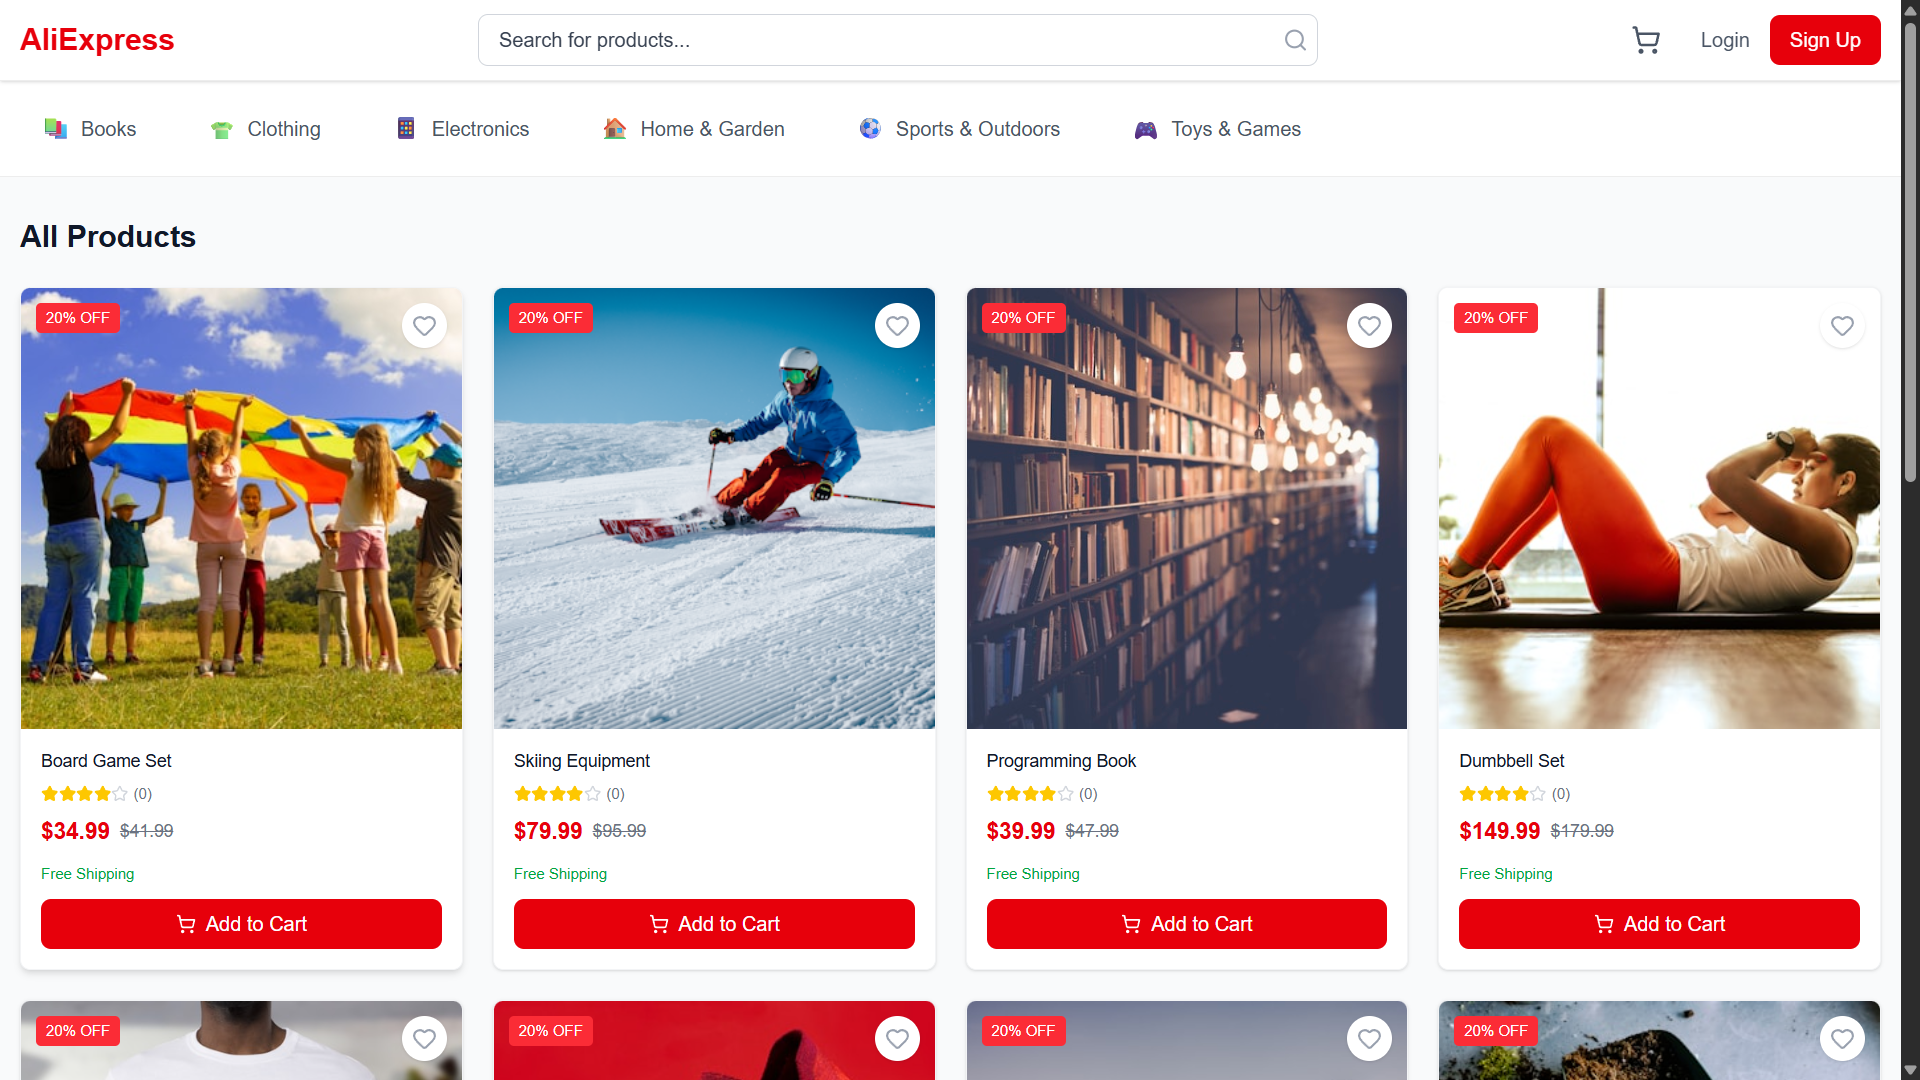 AliExpress
Search for products...
Login
Sign Up
Books
Clothing
Electronics
Home & Garden
Sports & Outdoors
Toys & Games
All Products
20% OFF
20% OFF
20% OFF
20% OFF
Board Game Set
(0)
$34.99 $41.99
Free Shipping
Add to Cart
Skiing Equipment
(0)
$79.99 $95.99
Free Shipping
Add to Cart
Programming Book
(0)
$39.99 $47.99
Free Shipping
Add to Cart
Dumbbell Set
(0)
$149.99 $179.99
Free Shipping
Add to Cart
20% OFF
20% OFF
20% OFF
20% OFF